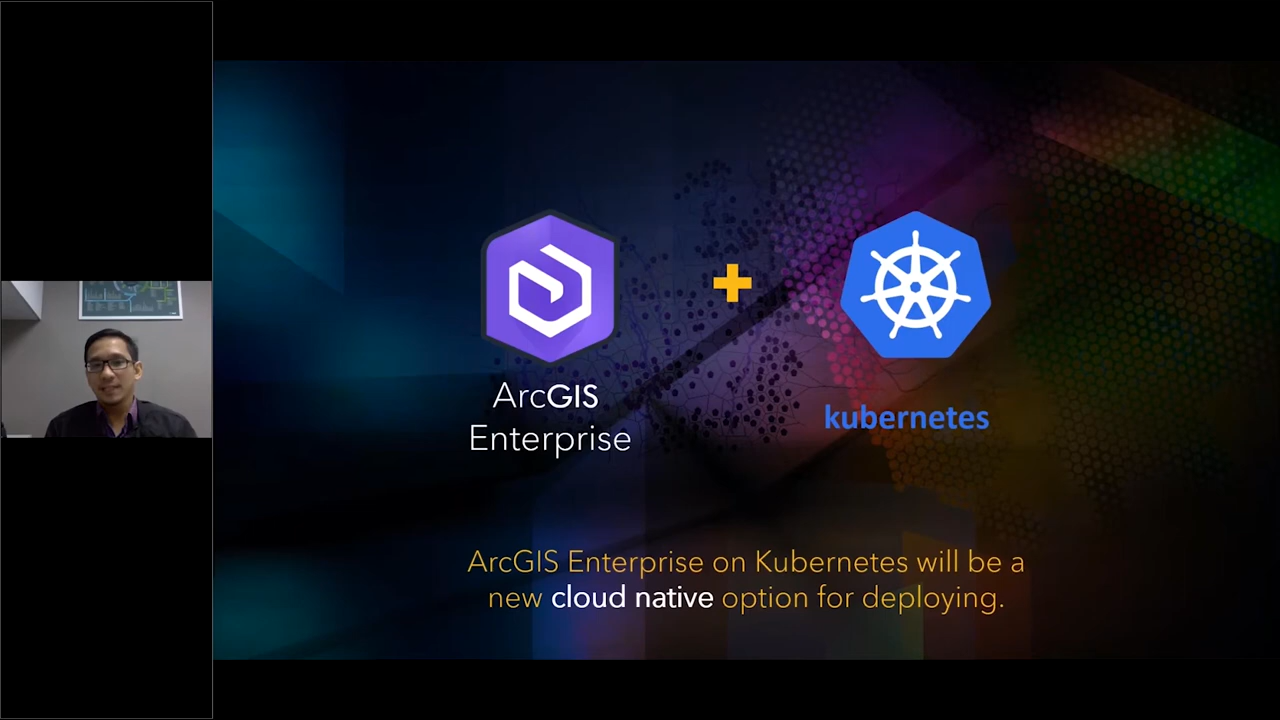 ArcGIS
Enterprise
kubernetes
ArcGIS Enterprise on Kubernetes will be a
new cloud native option for deploying.